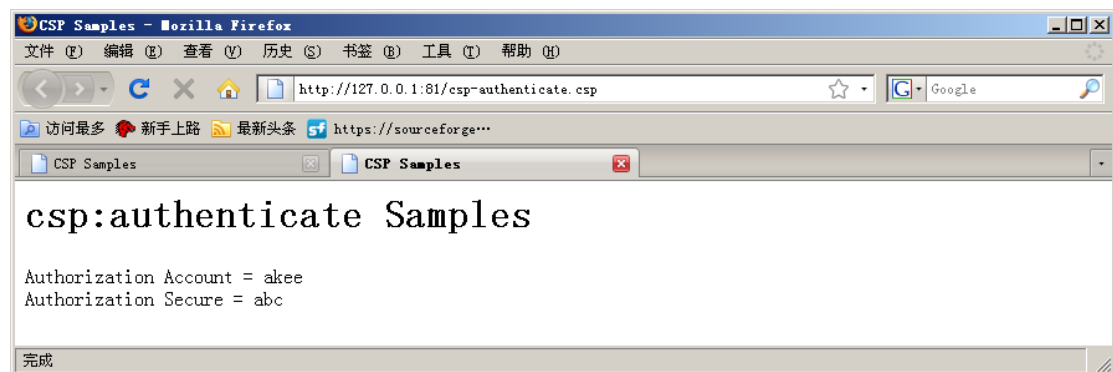 CSP Samples - Mozilla Firefox
文件 (F) 编辑 (E) 查看 (V) 历史 (S) 书签 (B) 工具 (T) 帮助 (H)
http://127.0.0.1:81/csp-authenticate.csp
G Google
访问最多 新手上路 最新头条 sf https://sourceforge…
CSP Samples CSP Samples
csp:authenticate Samples
Authorization Account = akee
Authorization Secure = abc
完成